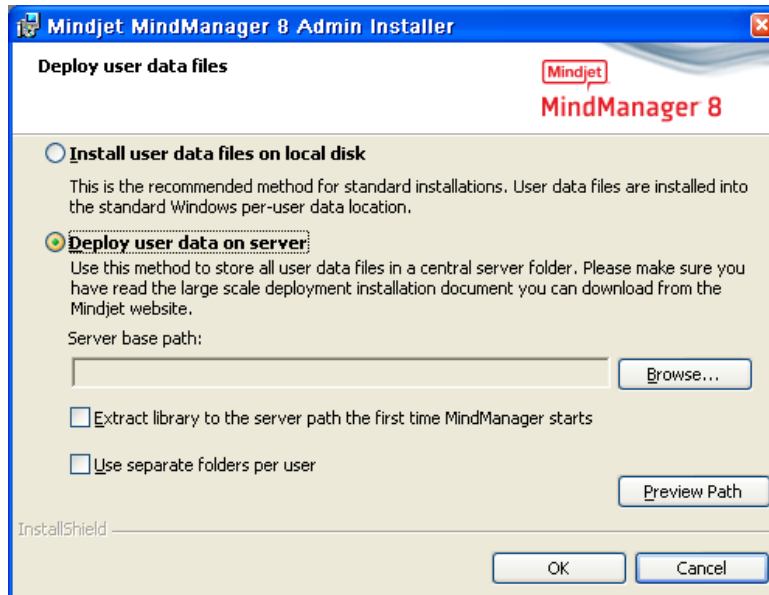 Mindjet MindManager 8 Admin Installer
Deploy user data files
Mindjet
MindManager 8
Install user data files on local disk
This is the recommended method for standard installations. User data files are installed into
the standard Windows per-user data location.
Deploy user data on server
Use this method to store all user data files in a central server folder. Please make sure you
have read the large scale deployment installation document you can download from the
Mindjet website.
Server base path:
Browse...
Extract library to the server path the first time MindManager starts
Use separate folders per user
Preview Path
InstallShield
OK
Cancel